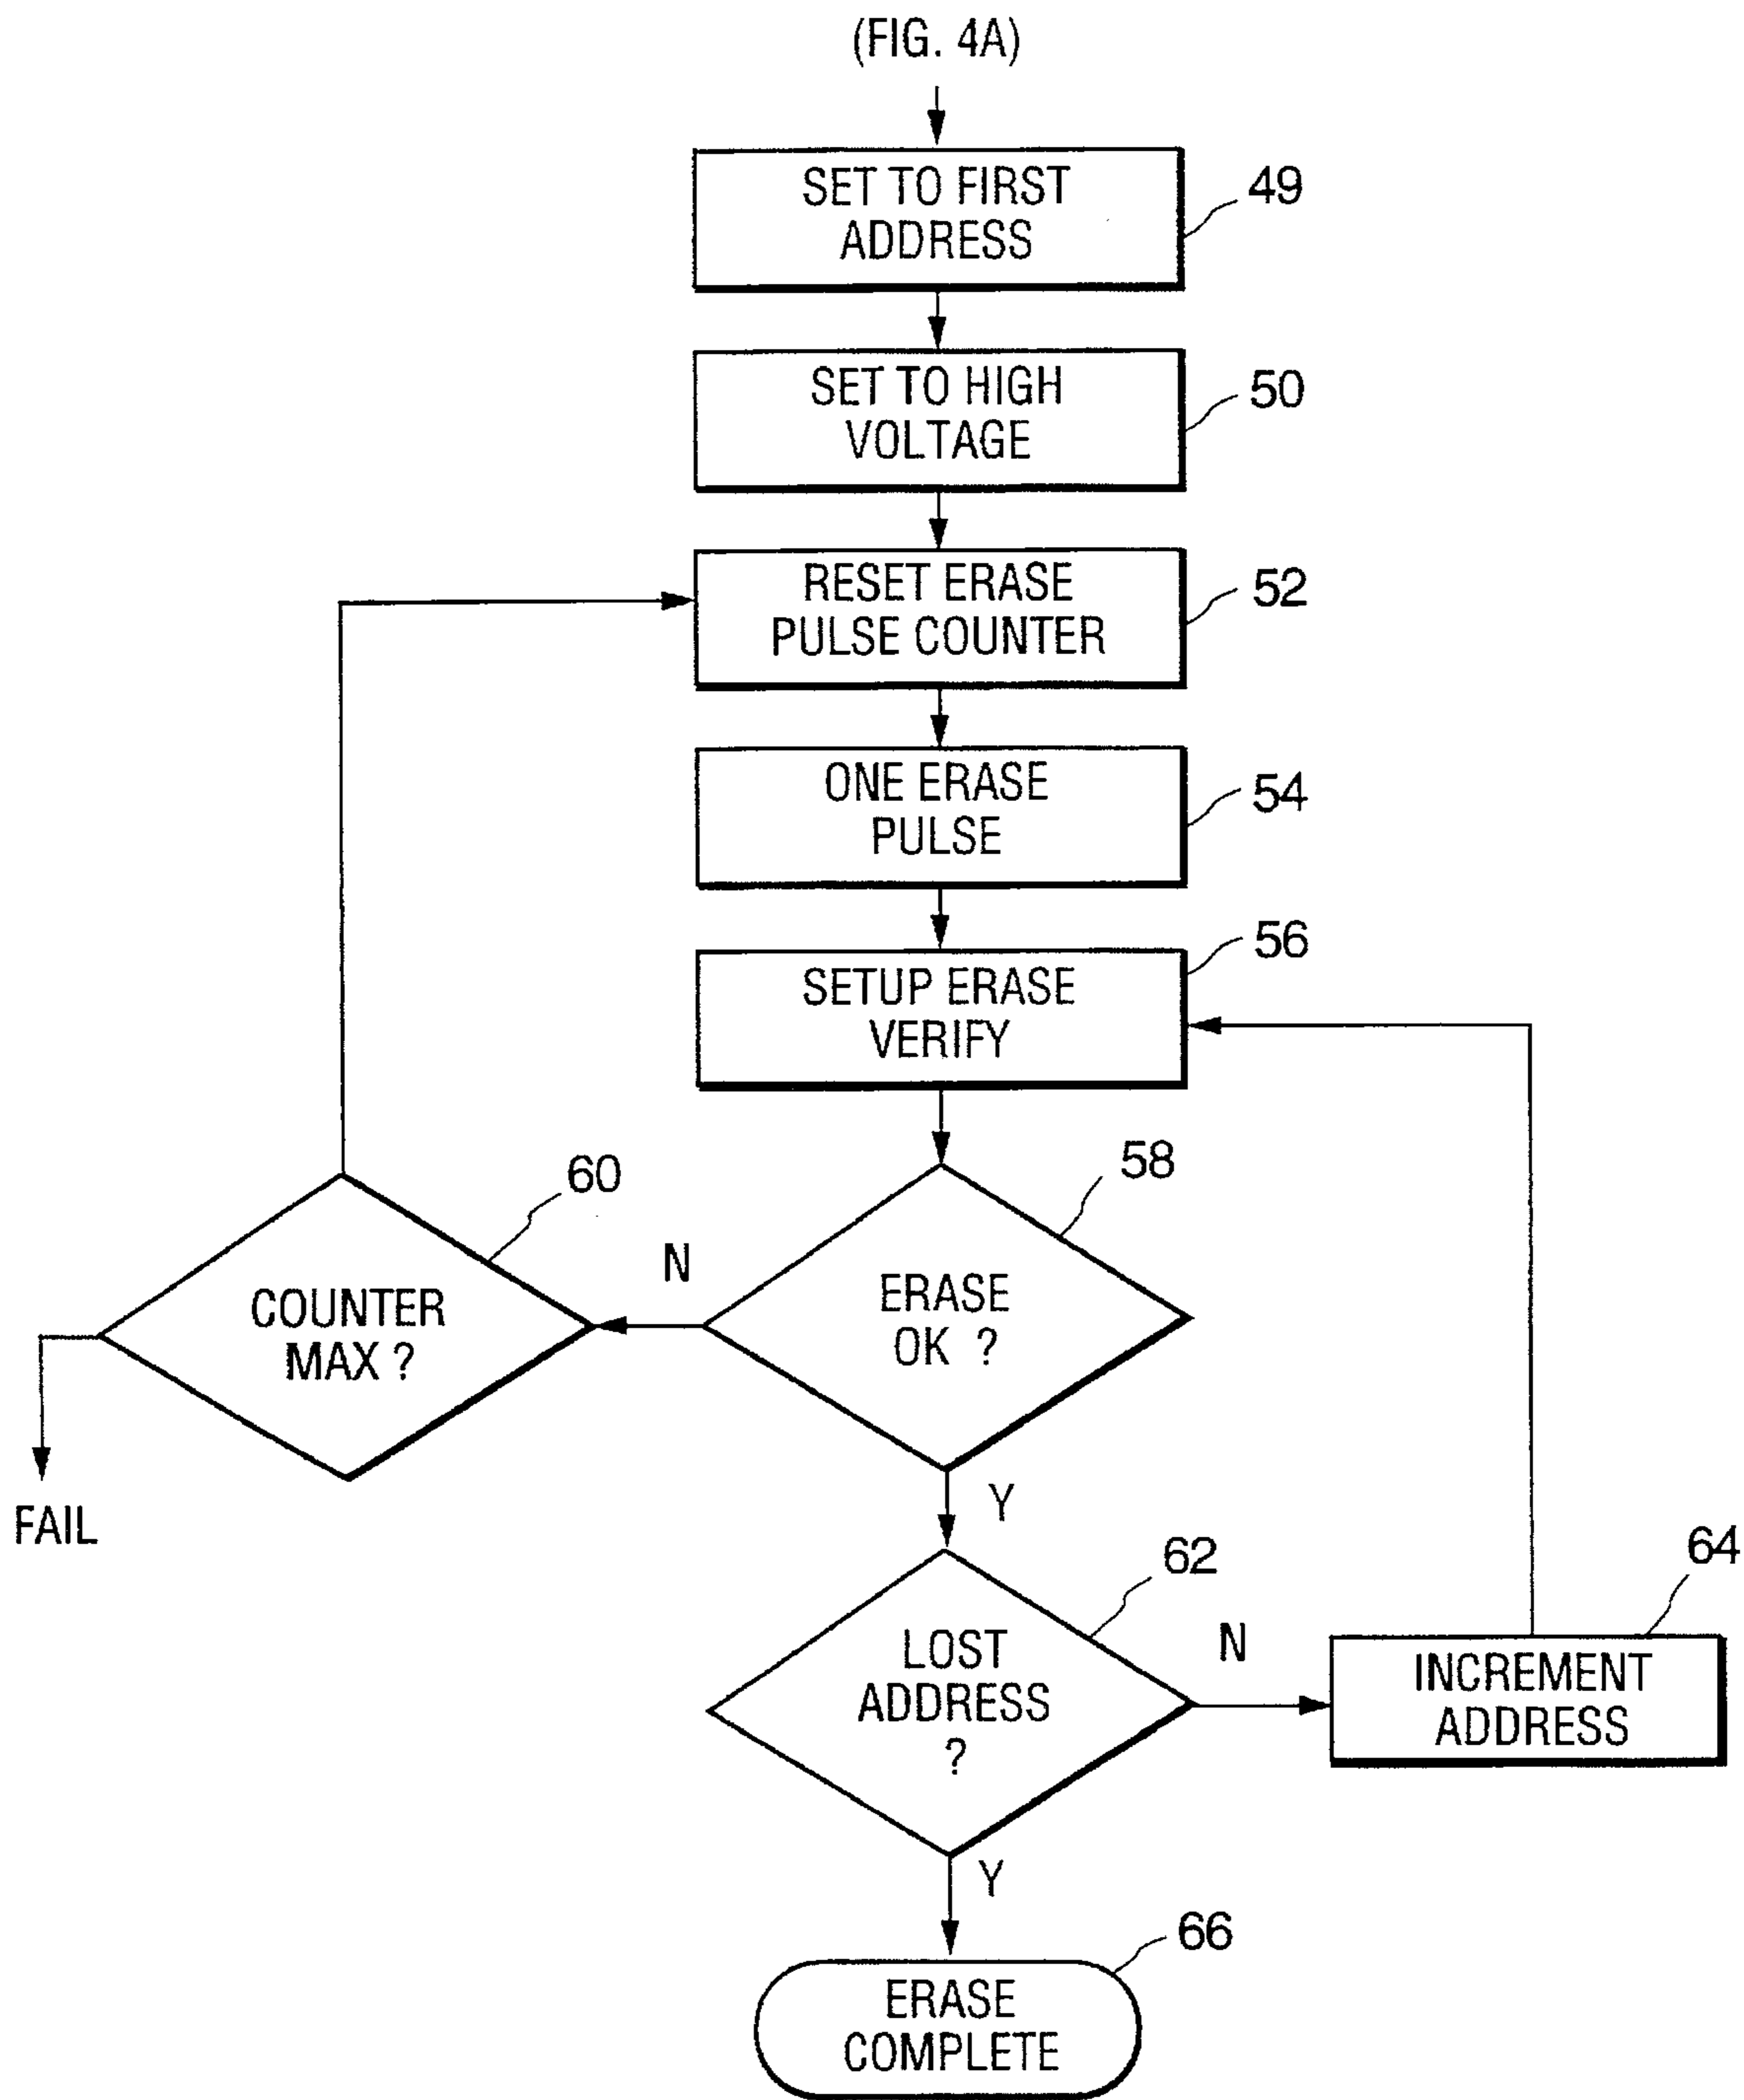 (FIG. 4A)
SET TO FIRST
ADDRESS
49
SET TO HIGH
VOLTAGE
50
RESET ERASE
PULSE COUNTER
52
ONE ERASE
PULSE
54
SETUP ERASE
VERIFY
56
ERASE
OK ?
58
N
COUNTER
MAX ?
60
FAIL
Y
LOST
ADDRESS
?
62
N
INCREMENT
ADDRESS
64
Y
ERASE
COMPLETE
66